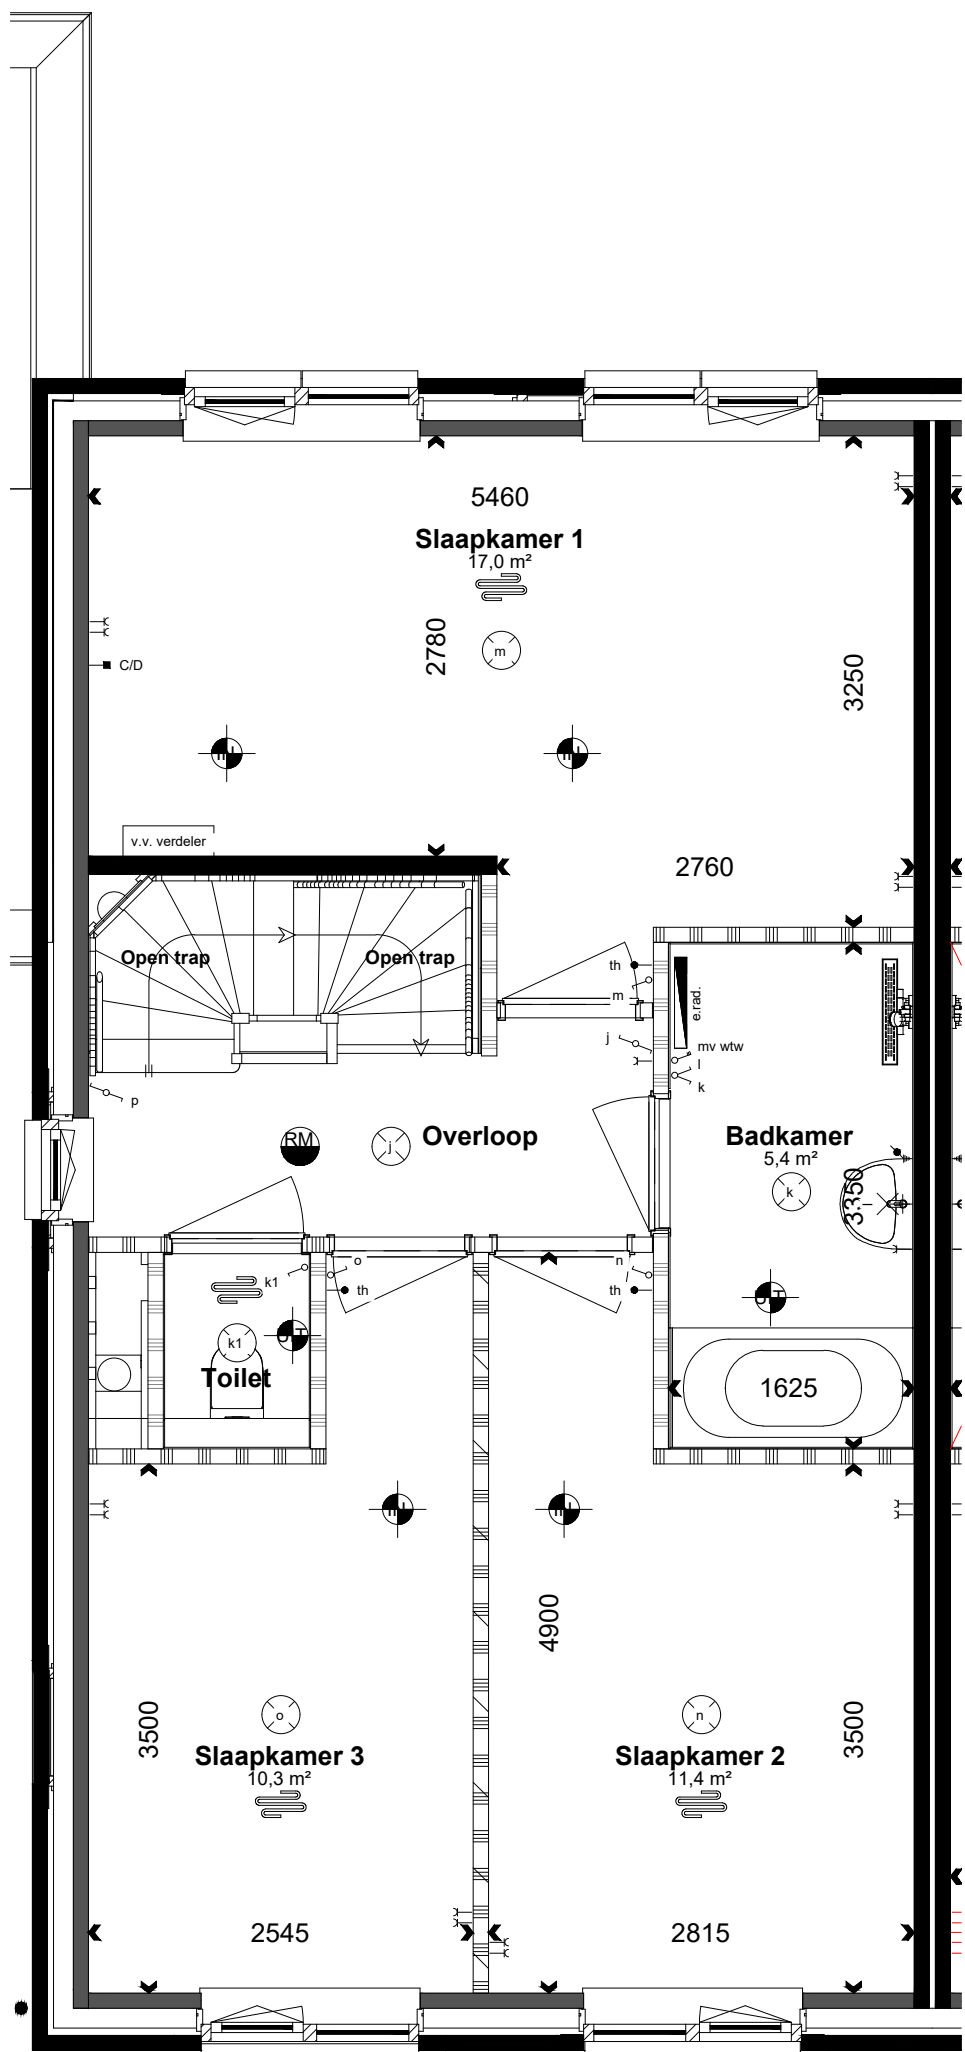 5460
Slaapkamer 1
17,0 m²
2780
m
3250
C/D
v.v. verdeler
2760
Open trap
Open trap
th
m
e.rad.
j
mv wtw
l
k
p
RM
j
Overloop
Badkamer
5,4 m²
k
3350
k1
o
th
n
th
k1
Toilet
1625
4900
3500
o
Slaapkamer 3
10,3 m²
n
Slaapkamer 2
11,4 m²
3500
2545
2815